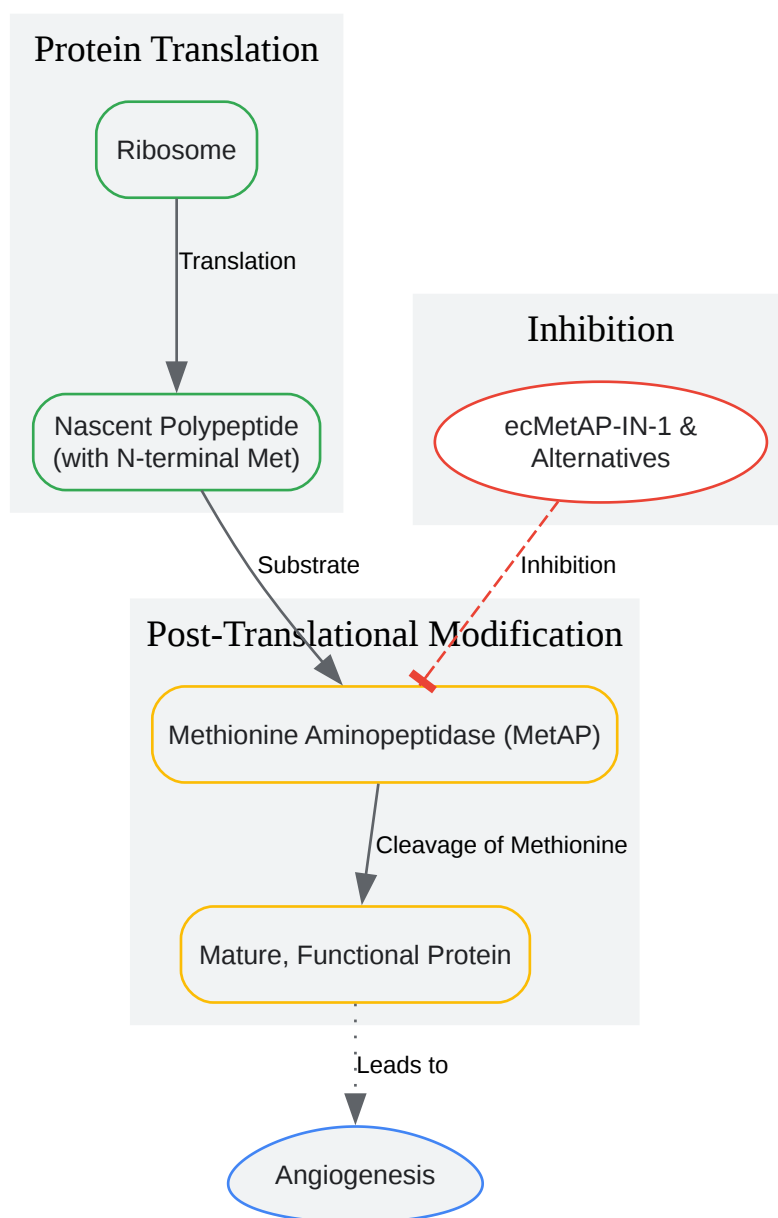 Protein Translation
Ribosome
Translation
Inhibition
Nascent Polypeptide
(with N-terminal Met)
ecMetAP-IN-1 &
Alternatives
Substrate
Inhibition
Post-Translational Modification
Methionine Aminopeptidase (MetAP)
Cleavage of Methionine
Mature, Functional Protein
Leads to
Angiogenesis